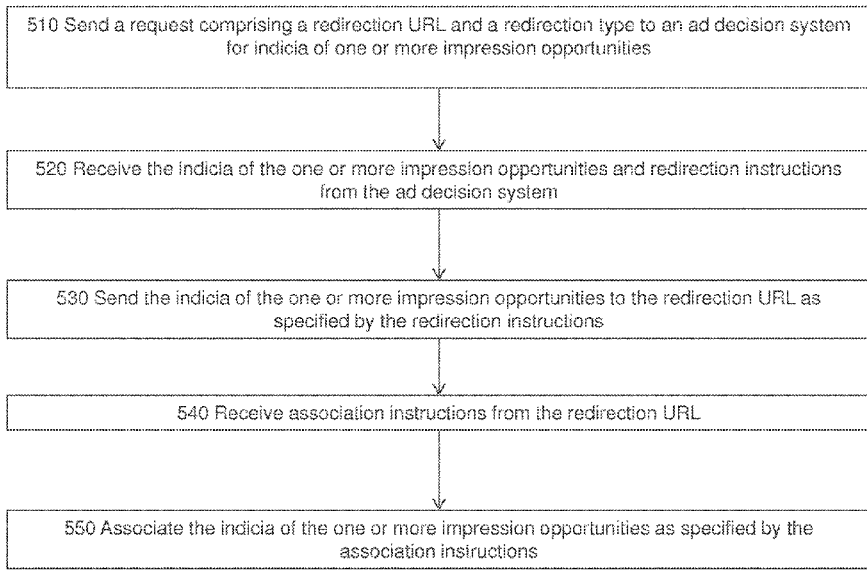 510 Send a request comprising a redirection URL and a redirection type to an ad decision system
for indicia of one or more impression opportunities
520 Receive the indicia of the one or more impression opportunities and redirection instructions
from the ad decision system
530 Send the indicia of the one or more impression opportunities to the redirection URL as
specified by the redirection instructions
540 Receive association instructions from the redirection URL
550 Associate the indicia of the one or more impression opportunities as specified by the
association instructions